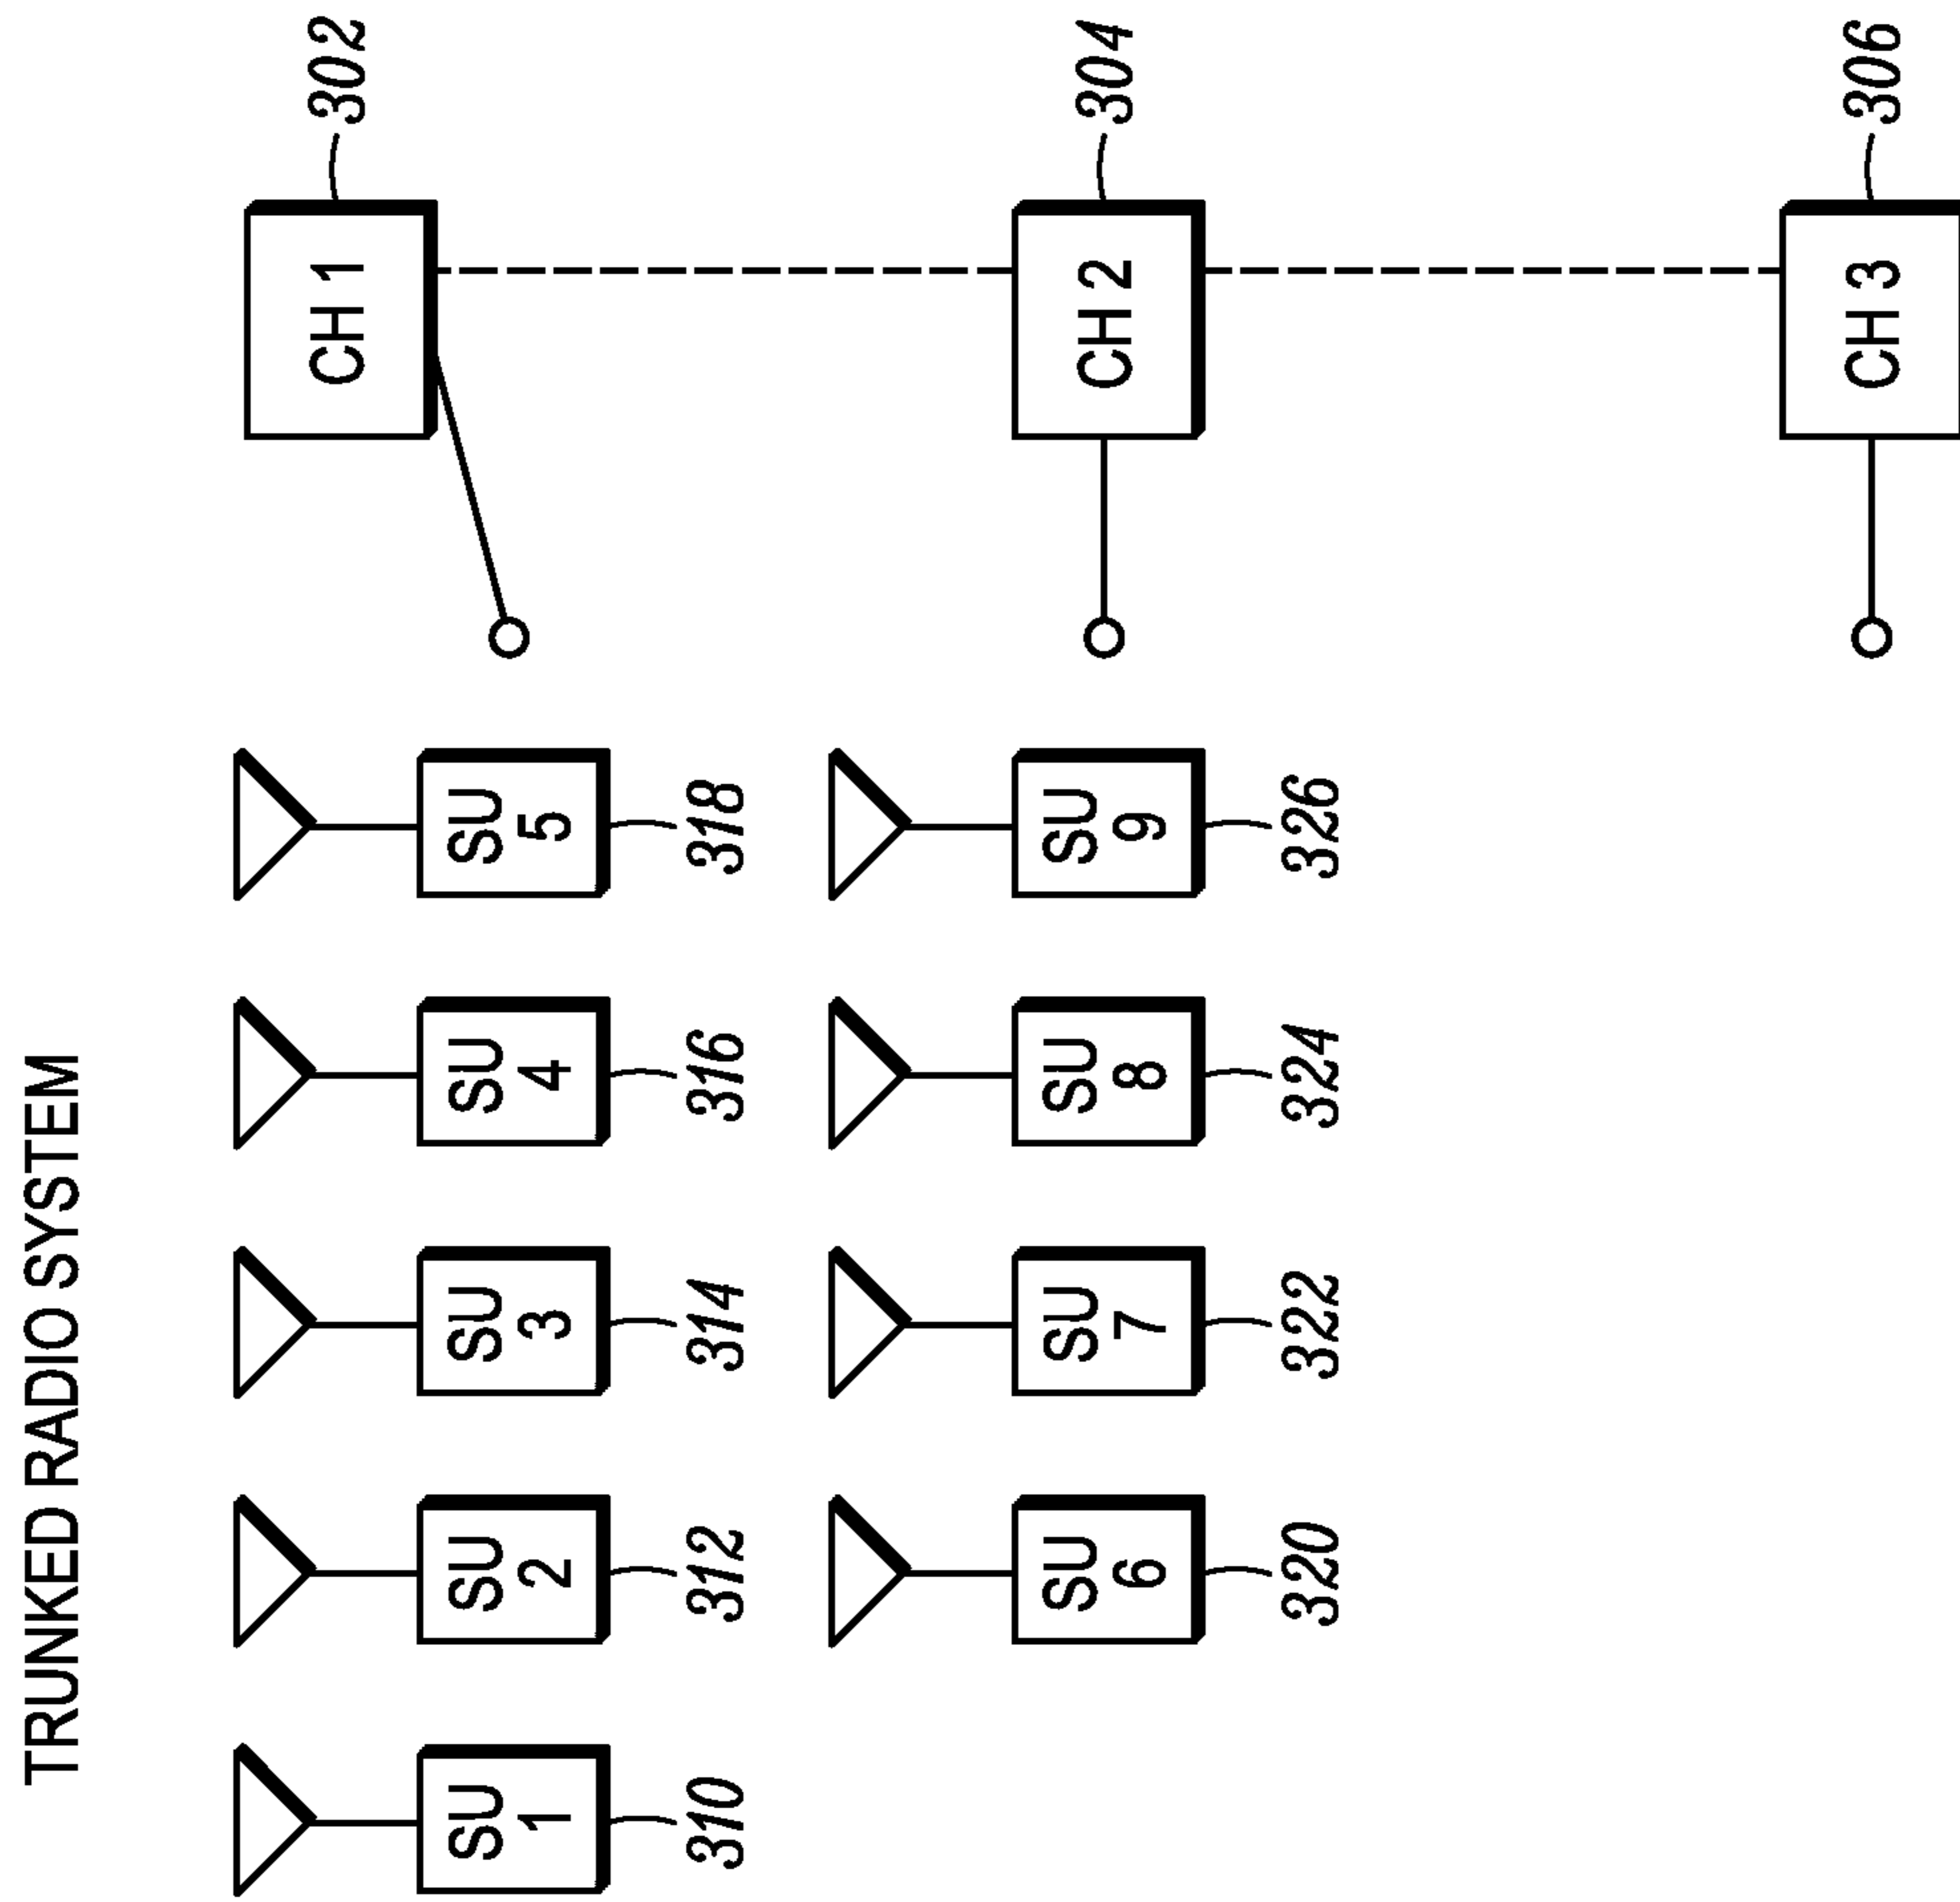 TRUNKED RADIO SYSTEM
SU
1
310
SU
2
312
SU
3
314
SU
4
316
SU
5
318
CH 1
302
SU
6
320
SU
7
322
SU
8
324
SU
9
326
CH 2
304
CH 3
306